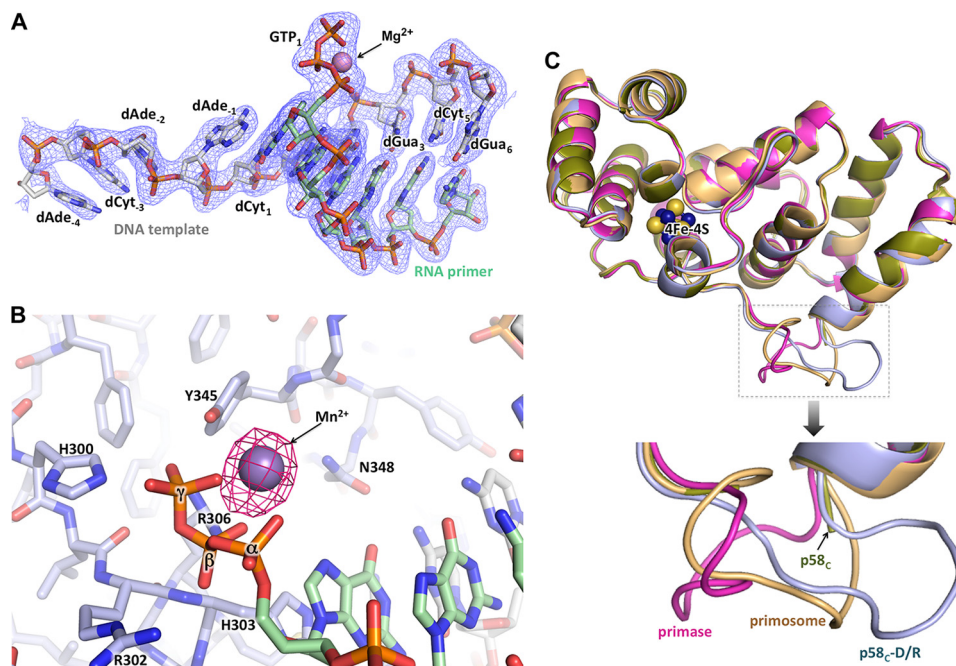 A
GTP1
Mg2+
dAde-2
dAde-1
dCyt5
dGua3
dGua6
dAde-4
dCyt-3
dCyt1
DNA template
RNA primer
B
Y345
Mn2+
H300
N348
γ
R306
β
α
H303
R302
C
4Fe-4S
p58C
primase
primosome
p58C-D/R